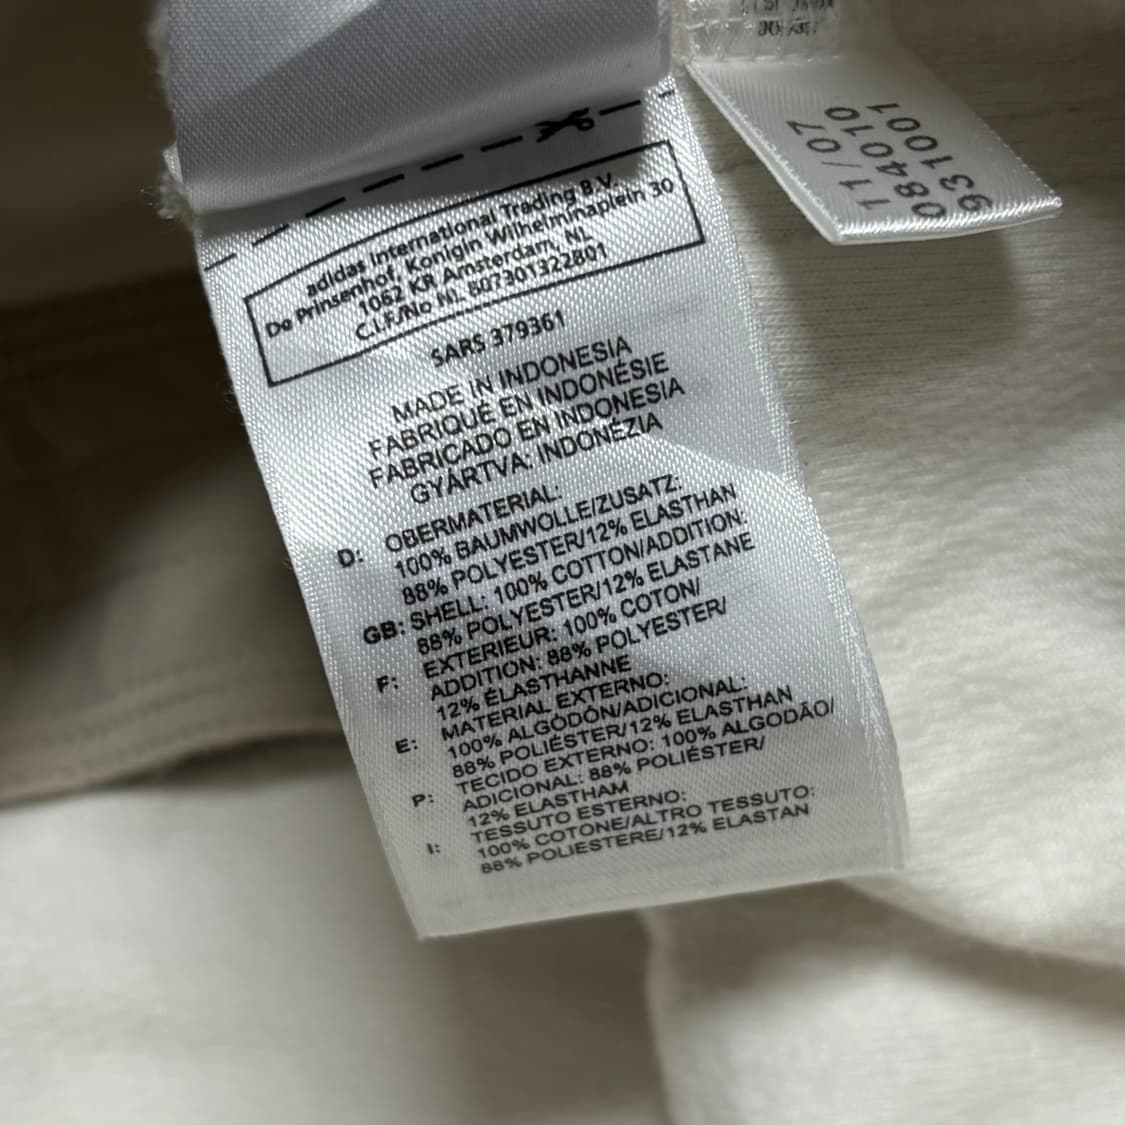 adidas International Trading B.V.
De Prinsenhof, Konigin Wilhelminaplein 30
1062 KR Amsterdam, NL
C.I.F/No NL 807301322B01
SARS 379361
MADE IN INDONESIA
FABRIQUÉ EN INDONÉSIE
FABRICADO EN INDONESIA
GYÁRTVA: INDONÉZIA
D: OBERMATERIAL:
100% BAUMWOLLE/ZUSATZ:
88% POLYESTER/12% ELASTHAN
GB: SHELL: 100% COTTON/ADDITION:
88% POLYESTER/12% ELASTANE
F: EXTERIEUR: 100% COTON/
ADDITION: 88% POLYESTER/
12% ÉLASTHANNE
E: MATERIAL EXTERNO:
100% ALGODÓN/ADICIONAL:
88% POLIÉSTER/12% ELASTHAN
P: TECIDO EXTERNO: 100% ALGODÃO/
ADICIONAL: 88% POLIÉSTER/
12% ELASTHAM
I: TESSUTO ESTERNO:
100% COTONE/ALTRO TESSUTO:
88% POLIESTERE/12% ELASTAN
11/07
084010
931001